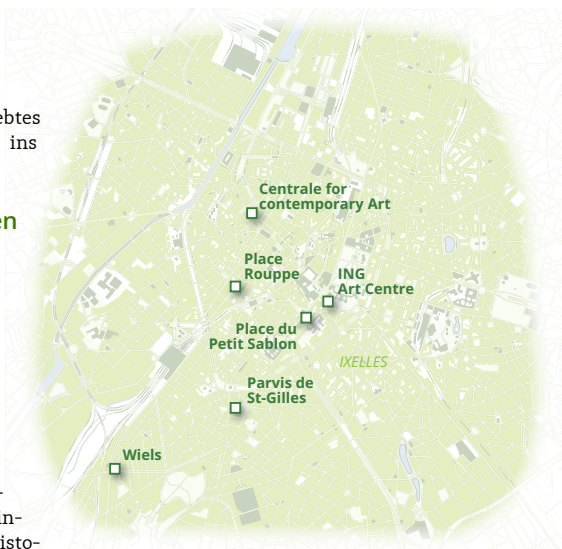 ebtes
ins
en
Centrale for
contemporary Art
Place
Rouppe
ING
Art Centre
Place du
Petit Sablon
IXELLES
Parvis de
St-Gilles
Wiels
-
in-
isto-